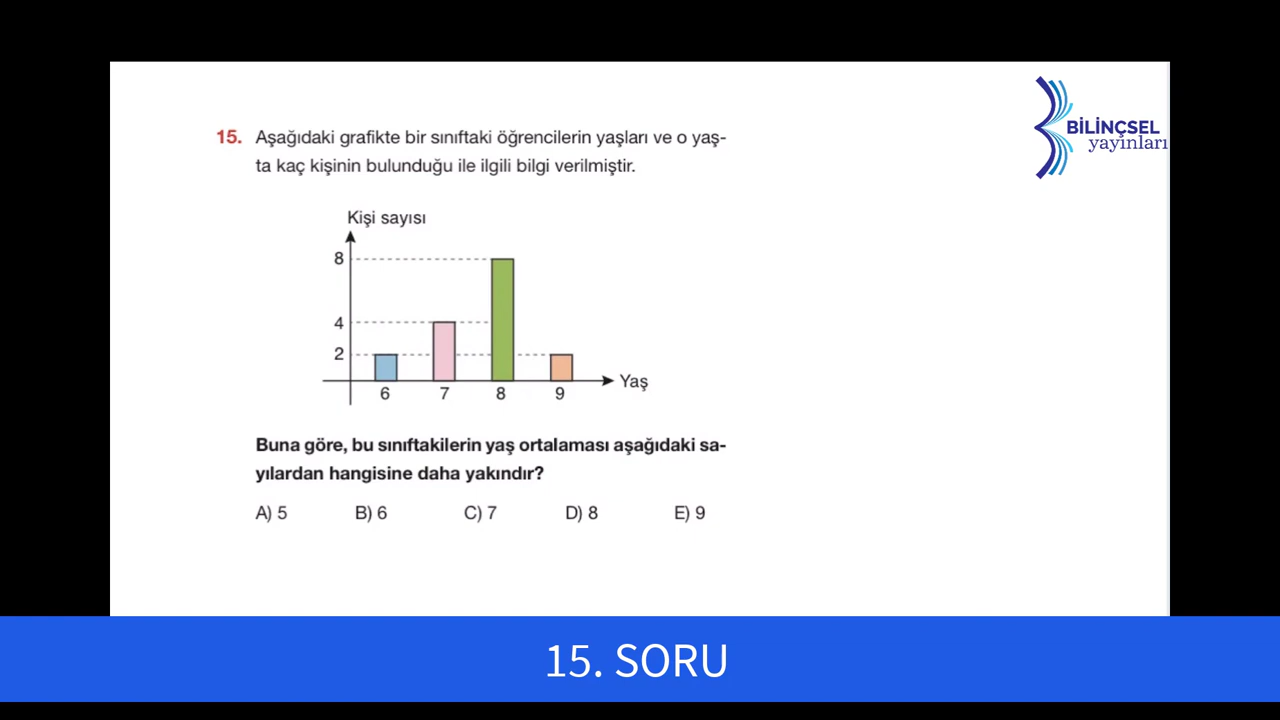 BİLİNÇSEL
yayınları
15. Aşağıdaki grafikte bir sınıftaki öğrencilerin yaşları ve o yaş-
ta kaç kişinin bulunduğu ile ilgili bilgi verilmiştir.
Kişi sayısı
8
4
2
6 7 8 9 Yaş
Buna göre, bu sınıftakilerin yaş ortalaması aşağıdaki sa-
yılardan hangisine daha yakındır?
A) 5 B) 6 C) 7 D) 8 E) 9
15. SORU